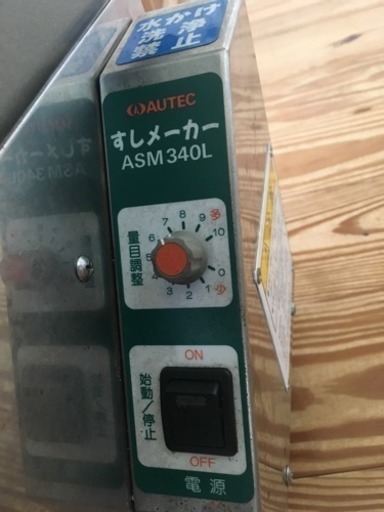 水かけ
洗浄
禁止
AUTEC
すしメーカー
ASM340L
量目調整
多
10
9
8
7
6
5
4
3
2
1
0
少
ON
始動/停止
OFF
電源